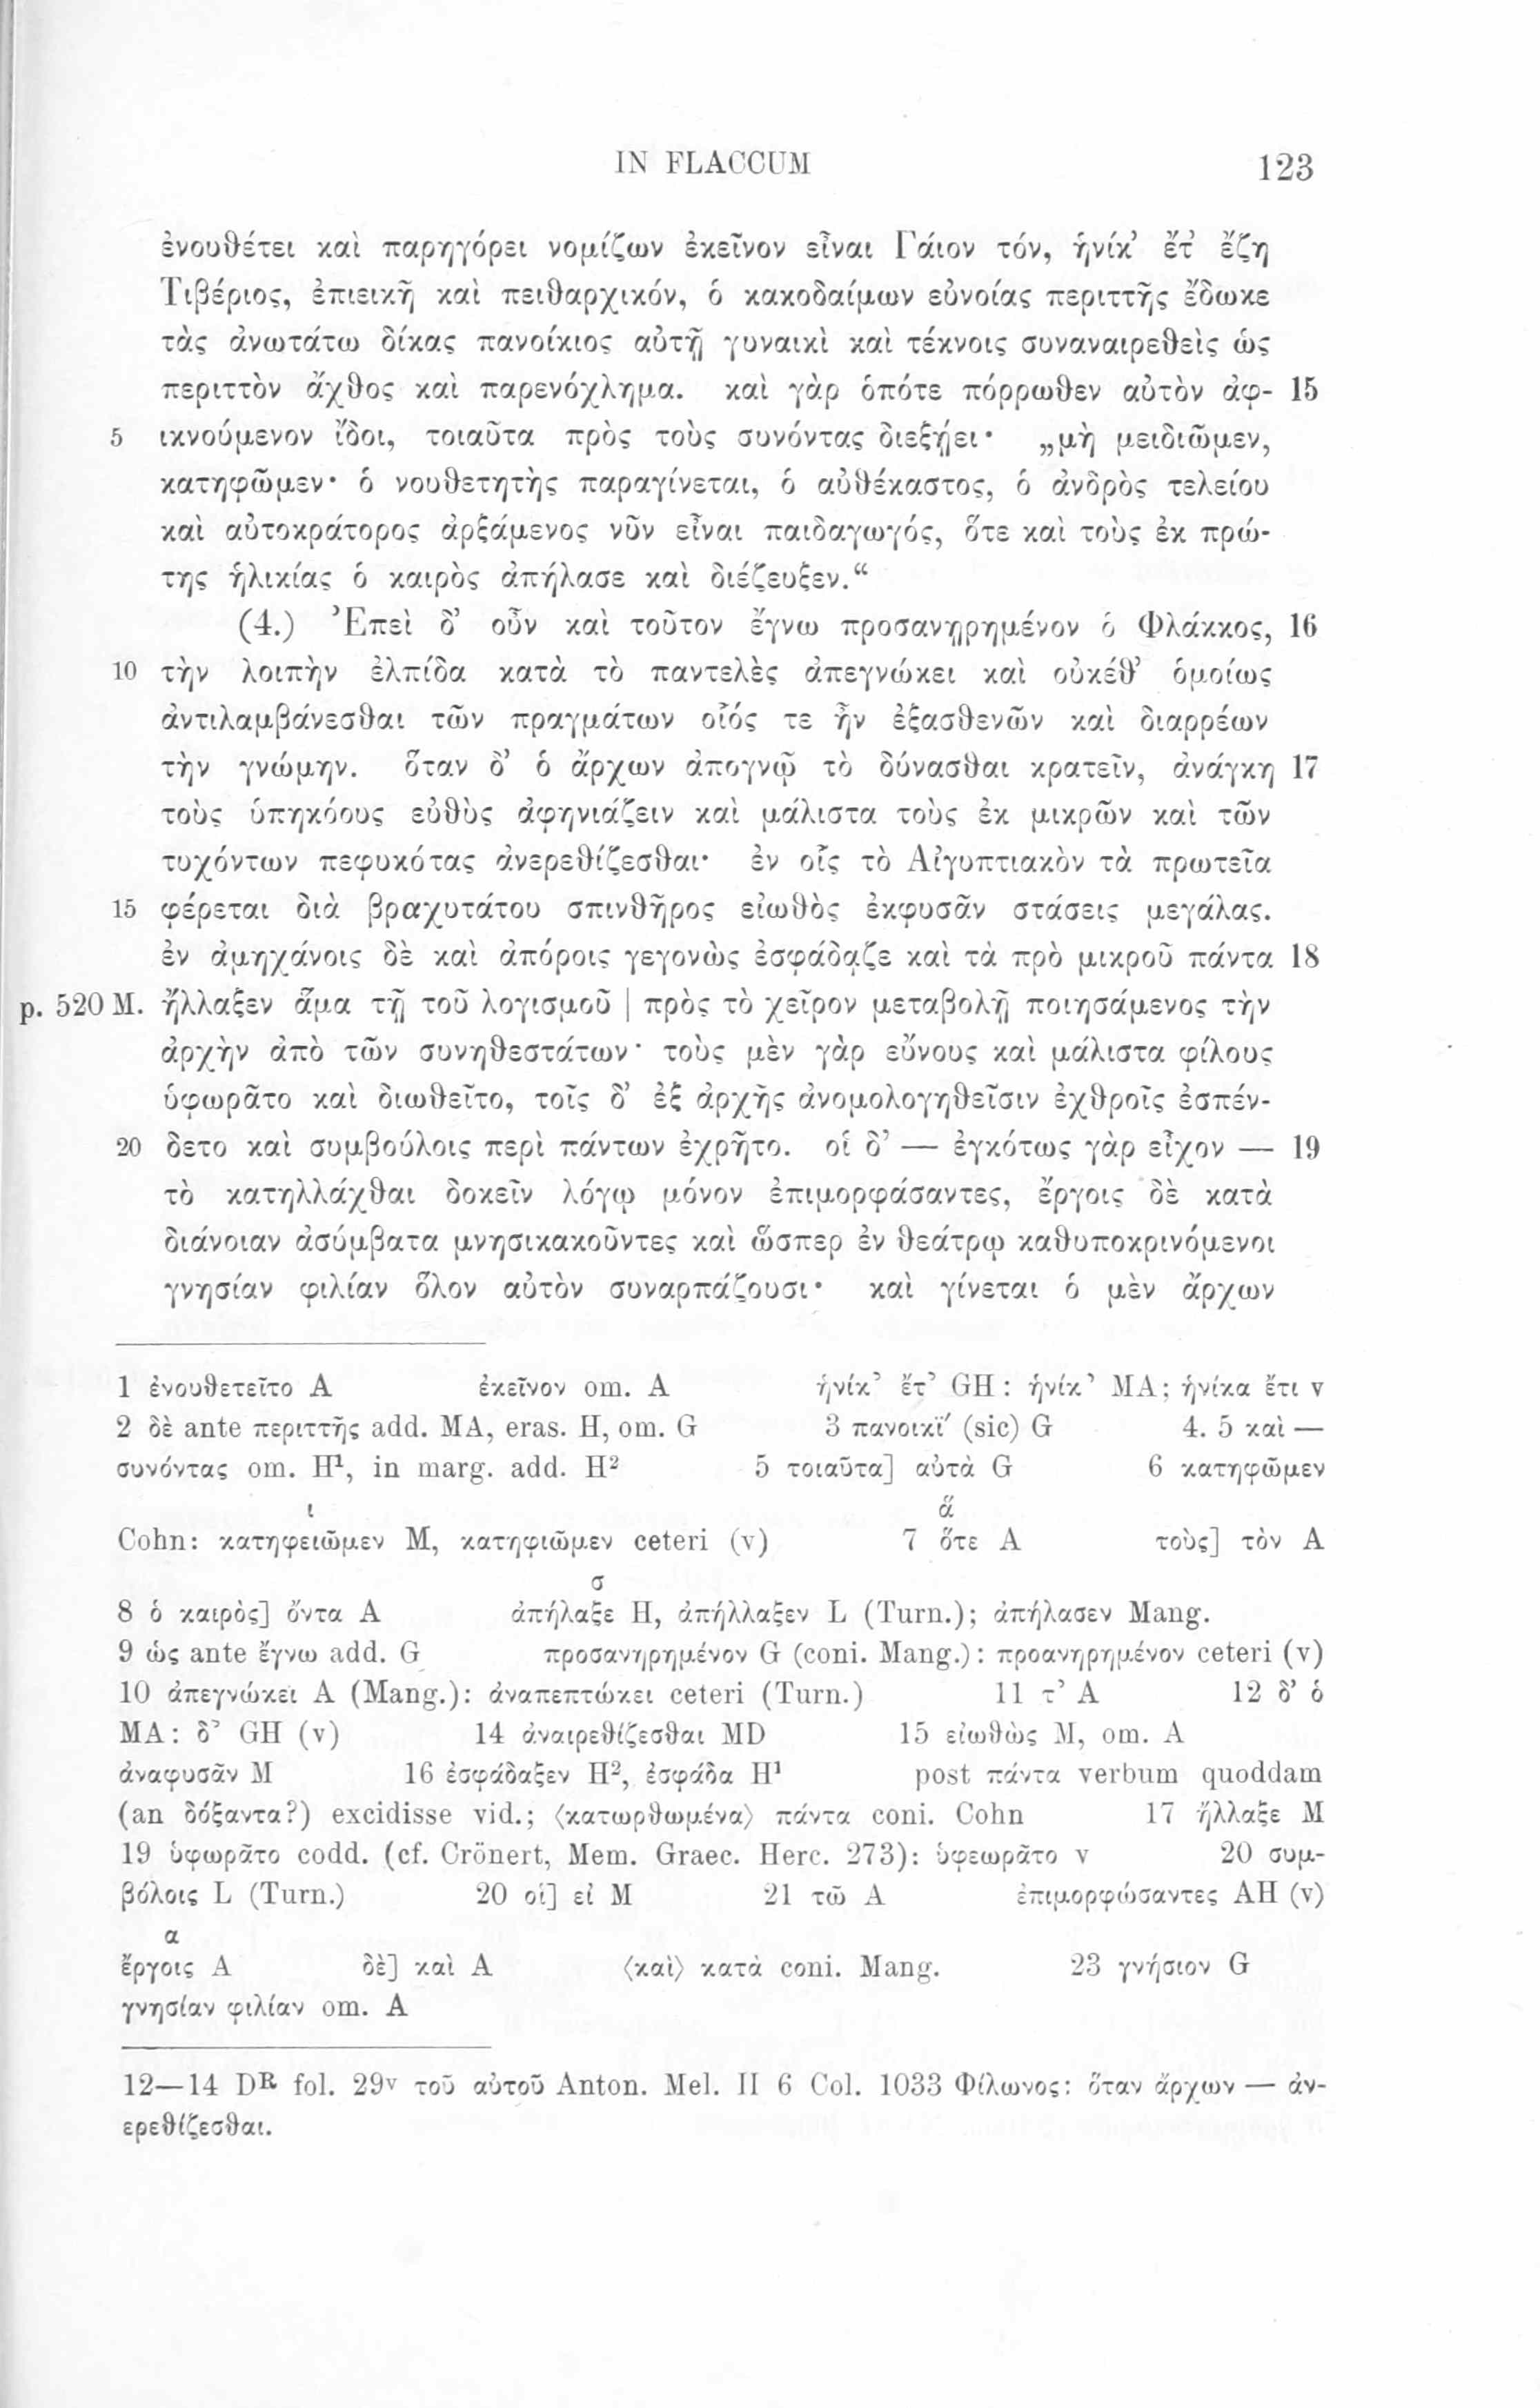 IN FLACCUM 123
ἐνουθέτει καὶ παρηγόρει νομίζων ἐκεῖνον εἶναι Γάιον τόν, ἡνίκ’ ἔτ’ ἔζη
Τιβέριος, ἐπιεικῆ καὶ πειθαρχικόν, ὁ κακοδαίμων εὐνοίας περιττῆς ἔδωκε
τὰς ἀνωτάτω δίκας πανοίκιος αὐτῇ γυναικὶ καὶ τέκνοις συναναιρεθεὶς ὡς
περιττὸν ἄχθος καὶ παρενόχλημα. καὶ γὰρ ὁπότε πόρρωθεν αὐτὸν ἀφ- 15
5 ικνούμενον ἴδοι, τοιαῦτα πρὸς τοὺς συνόντας διεξῄει· „μὴ μειδιῶμεν,
κατηφῶμεν· ὁ νουθετητὴς παραγίνεται, ὁ αὐθέκαστος, ὁ ἀνδρὸς τελείου
καὶ αὐτοκράτορος ἀρξάμενος νῦν εἶναι παιδαγωγός, ὅτε καὶ τοὺς ἐκ πρώ-
της ἡλικίας ὁ καιρὸς ἀπήλασε καὶ διέζευξεν.“
(4.) Ἐπεὶ δ’ οὖν καὶ τοῦτον ἔγνω προσανῃρημένον ὁ Φλάκκος, 16
10 τὴν λοιπὴν ἐλπίδα κατὰ τὸ παντελὲς ἀπεγνώκει καὶ οὐκέθ’ ὁμοίως
ἀντιλαμβάνεσθαι τῶν πραγμάτων οἷός τε ἦν ἐξασθενῶν καὶ διαρρέων
τὴν γνώμην. ὅταν δ’ ὁ ἄρχων ἀπογνῷ τὸ δύνασθαι κρατεῖν, ἀνάγκη 17
τοὺς ὑπηκόους εὐθὺς ἀφηνιάζειν καὶ μάλιστα τοὺς ἐκ μικρῶν καὶ τῶν
τυχόντων πεφυκότας ἀνερεθίζεσθαι· ἐν οἷς τὸ Αἰγυπτιακὸν τὰ πρωτεῖα
15 φέρεται διὰ βραχυτάτου σπινθῆρος εἰωθὸς ἐκφυσᾶν στάσεις μεγάλας.
ἐν ἀμηχάνοις δὲ καὶ ἀπόροις γεγονὼς ἐσφάδᾳζε καὶ τὰ πρὸ μικροῦ πάντα 18
p. 520 M. ἤλλαξεν ἅμα τῇ τοῦ λογισμοῦ | πρὸς τὸ χεῖρον μεταβολῇ ποιησάμενος τὴν
ἀρχὴν ἀπὸ τῶν συνηθεστάτων· τοὺς μὲν γὰρ εὔνους καὶ μάλιστα φίλους
ὑφωρᾶτο καὶ διωθεῖτο, τοῖς δ’ ἐξ ἀρχῆς ἀνομολογηθεῖσιν ἐχθροῖς ἐσπέν-
20 δετο καὶ συμβούλοις περὶ πάντων ἐχρῆτο. οἱ δ’ — ἐγκότως γὰρ εἶχον — 19
τὸ κατηλλάχθαι δοκεῖν λόγῳ μόνον ἐπιμορφάσαντες, ἔργοις δὲ κατὰ
διάνοιαν ἀσύμβατα μνησικακοῦντες καὶ ὥσπερ ἐν θεάτρῳ καθυποκρινόμενοι
γνησίαν φιλίαν ὅλον αὐτὸν συναρπάζουσι· καὶ γίνεται ὁ μὲν ἄρχων
1 ἐνουθετεῖτο A ἐκεῖνον om. A ἡνίκ’ ἔτ’ GH: ἡνίκ’ MA; ἡνίκα ἔτι v
2 δὲ ante περιττῆς add. MA, eras. H, om. G 3 πανοικΐ (sic) G 4. 5 καὶ —
συνόντας om. H¹, in marg. add. H² 5 τοιαῦτα] αὐτὰ G 6 κατηφῶμεν
ι ἅ
Cohn: κατηφειῶμεν M, κατηφιῶμεν ceteri (v) 7 ὅτε A τοὺς] τὸν A
σ
8 ὁ καιρὸς] ὄντα A ἀπήλαξε H, ἀπήλλαξεν L (Turn.); ἀπήλασεν Mang.
9 ὡς ante ἔγνω add. G προσανηρημένον G (coni. Mang.): προανηρημένον ceteri (v)
10 ἀπεγνώκει A (Mang.): ἀναπεπτώκει ceteri (Turn.) 11 τ’ A 12 δ’ ὁ
MA: δ’ GH (v) 14 ἀναιρεθίζεσθαι MD 15 εἰωθὼς M, om. A
ἀναφυσᾶν M 16 ἐσφάδαξεν H², ἐσφάδα H¹ post πάντα verbum quoddam
(an δόξαντα?) excidisse vid.; ⟨κατωρθωμένα⟩ πάντα coni. Cohn 17 ἤλλαξε M
19 ὑφωρᾶτο codd. (cf. Crönert, Mem. Graec. Herc. 273): ὑφεωρᾶτο v 20 συμ-
βόλοις L (Turn.) 20 οἱ] εἰ M 21 τῶ A ἐπιμορφώσαντες AH (v)
α
ἔργοις A δὲ] καὶ A ⟨καὶ⟩ κατὰ coni. Mang. 23 γνήσιον G
γνησίαν φιλίαν om. A
12—14 Dᴿ fol. 29v τοῦ αὐτοῦ Anton. Mel. II 6 Col. 1033 Φίλωνος: ὅταν ἄρχων — ἀν-
ερεθίζεσθαι.